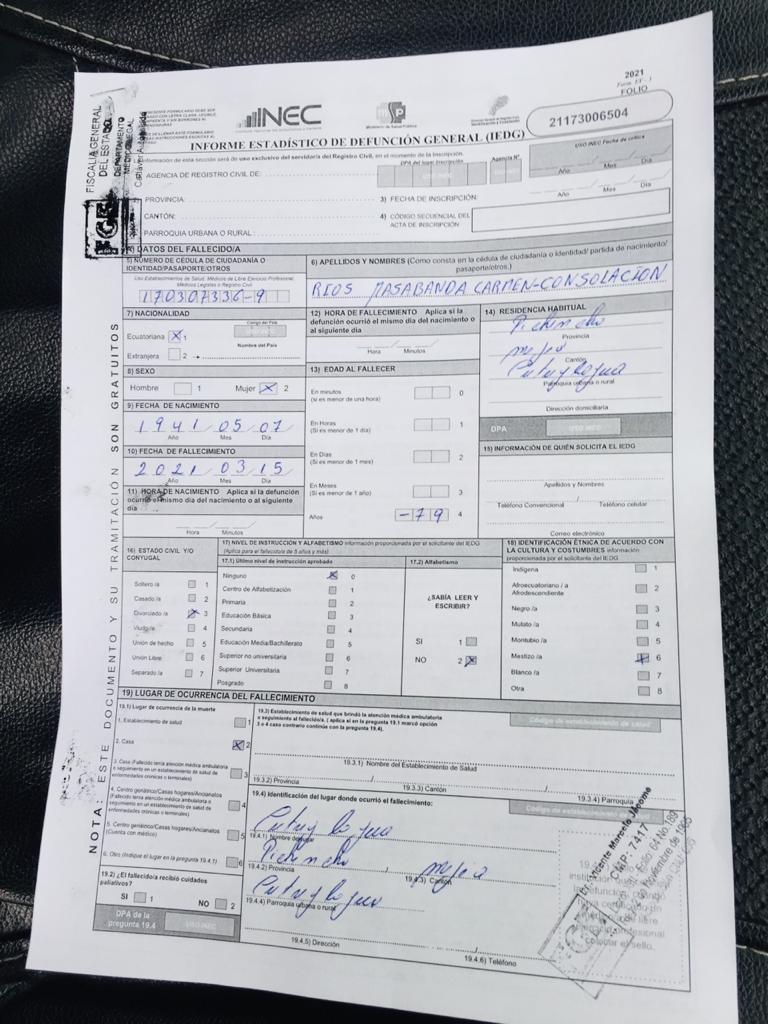 2021
Form. EV - 3
FOLIO
21173006504
INEC
Ministerio de Salud Pública
INFORME ESTADÍSTICO DE DEFUNCIÓN GENERAL (IEDG)
FISCALIA GENERAL
DEL ESTADO
DEPARTAMENTO
FGE
Información de esta sección será de uso exclusivo del servidor/a del Registro Civil, en el momento de la Inscripción.
AGENCIA DE REGISTRO CIVIL DE:
DPA del lugar Inscripción
Agencia N°
USO INEC Fecha de crítica
Año Mes Día
PROVINCIA:
3) FECHA DE INSCRIPCIÓN:
Año Mes Día
CANTÓN:
4) CÓDIGO SECUENCIAL DEL
ACTA DE INSCRIPCIÓN
PARROQUIA URBANA O RURAL:
A) DATOS DEL FALLECIDO/A
5) NÚMERO DE CÉDULA DE CIUDADANÍA O
IDENTIDAD/PASAPORTE/OTROS
Uso Establecimientos de Salud, Médicos de Libre Ejercicio Profesional,
Médicos Legistas o Registro Civil
170307336-9
6) APELLIDOS Y NOMBRES (Como consta en la cédula de ciudadanía o identidad/ partida de nacimiento/
pasaporte/otros.)
RIOS MASABANDA CARMEN-CONSOLACION
7) NACIONALIDAD
Ecuatoriana X 1
Código del País
Nombre del País
Extranjera 2
8) SEXO
Hombre 1 Mujer X 2
9) FECHA DE NACIMIENTO
1941 05 07
Año Mes Día
10) FECHA DE FALLECIMIENTO
2021 03 15
Año Mes Día
11) HORA DE NACIMIENTO Aplica si la defunción
ocurrió el mismo día del nacimiento o al siguiente
día
Hora Minutos
12) HORA DE FALLECIMIENTO Aplica si la
defunción ocurrió el mismo día del nacimiento o
al siguiente día
Hora Minutos
13) EDAD AL FALLECER
En minutos 0
(si es menor de una hora)
En Horas 1
(Si es menor de 1 día)
En Días 2
(Si es menor de 1 mes)
En Meses 3
(Si es menor de 1 año)
Años -79 4
14) RESIDENCIA HABITUAL
Pichincha
Provincia
mejia
Cantón
Cutuglagua
Parroquia urbana o rural
Dirección domiciliaria
DPA USO INEC
15) INFORMACIÓN DE QUIÉN SOLICITA EL IEDG
Apellidos y Nombres
Teléfono Convencional Teléfono celular
Correo electrónico
16) ESTADO CIVIL Y/O
CONYUGAL
Soltero /a 1
Casado /a 2
Divorciado /a X 3
Viudo/a 4
Unión de hecho 5
Unión Libre 6
Separado /a 7
17) NIVEL DE INSTRUCCIÓN Y ALFABETISMO información proporcionada por el solicitante del IEDG
(Aplica para el fallecido/a de 5 años y más)
17.1) Último nivel de instrucción aprobado
Ninguno X 0
Centro de Alfabetización 1
Primaria 2
Educación Básica 3
Secundaria 4
Educación Media/Bachillerato 5
Superior no universitaria 6
Superior Universitaria 7
Posgrado 8
17.2) Alfabetismo
¿SABÍA LEER Y
ESCRIBIR?
SI 1
NO 2 X
18) IDENTIFICACIÓN ÉTNICA DE ACUERDO CON
LA CULTURA Y COSTUMBRES información
proporcionada por el solicitante del IEDG
Indígena 1
Afroecuatoriano / a
Afrodescendiente 2
Negro /a 3
Mulato /a 4
Montubio /a 5
Mestizo /a X 6
Blanco /a 7
Otra 8
19) LUGAR DE OCURRENCIA DEL FALLECIMIENTO
19.1) Lugar de ocurrencia de la muerte
1. Establecimiento de salud 1
2. Casa X 2
3. Casa (Fallecido tenía atención médica ambulatoria
o seguimiento en un establecimiento de salud de
enfermedades crónicas o terminales) 3
4. Centro geriátrico/Casas hogares/Ancianatos
(Fallecido tenía atención médica ambulatoria o
seguimiento en un establecimiento de salud de
enfermedades crónicas o terminales) 4
5. Centro geriátrico/Casas hogares/Ancianatos
(Cuenta con médico) 5
6. Otro (Indique el lugar en la pregunta 19.4.1) 6
19.2) ¿El fallecido/a recibió cuidados
paliativos?
SI 1 NO 2
DPA de la
pregunta 19.4 USO INEC
19.3) Establecimiento de salud que brindó atención médica ambulatoria
o seguimiento al fallecido/a. ( aplica si en la pregunta 19.1 marcó opción
3 o 4 caso contrario continúe con la pregunta 19.4).
Código de establecimiento de salud
19.3.1) Nombre del Establecimiento de Salud
19.3.2) Provincia 19.3.3) Cantón 19.3.4) Parroquia
19.4) Identificación del lugar donde ocurrió el fallecimiento:
Cutuglagua
19.4.1) Nombre del lugar
Pichincha mejia
19.4.2) Provincia 19.4.3) Cantón
Cutuglagua
19.4.4) Parroquia urbana o rural
19.4.5) Dirección
19.4.6) Teléfono
Dr. Vicente Marcelo Jácome
CMP: 7417
NOTA: ESTE DOCUMENTO Y SU TRAMITACIÓN SON GRATUITOS